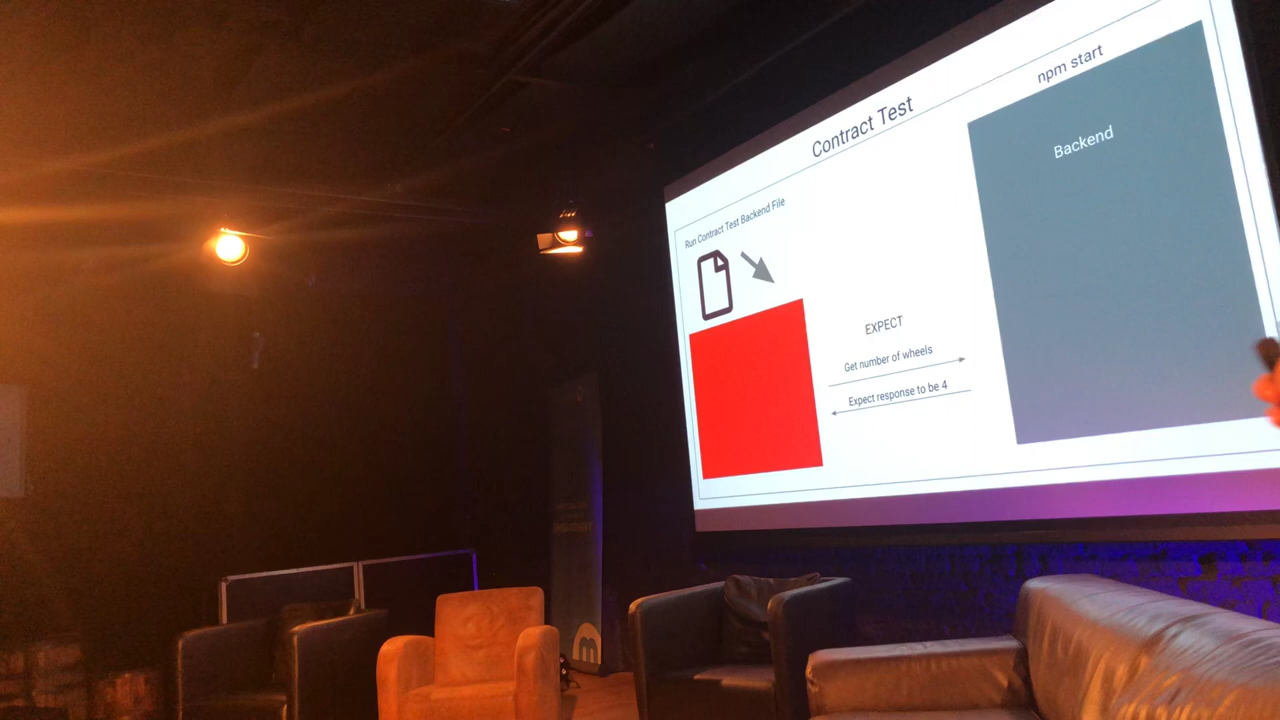 Contract Test
npm start
Backend
Run Contract Test Backend File
EXPECT
Get number of wheels
Expect response to be 4
m